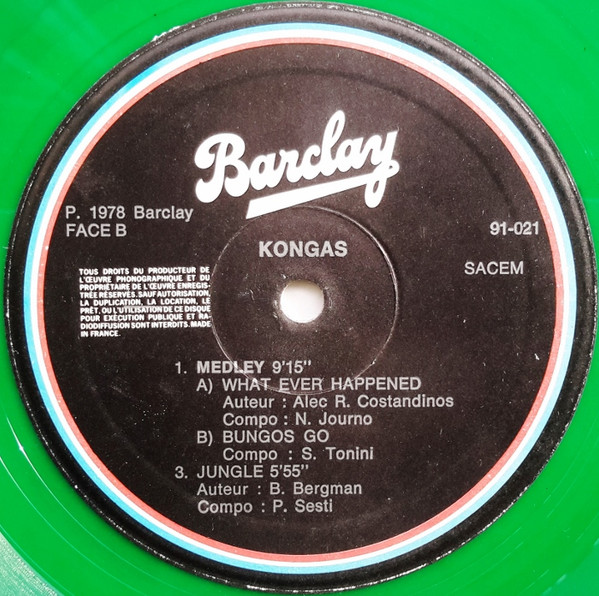 Barclay
P. 1978 Barclay
FACE B
91-021
KONGAS
SACEM
TOUS DROITS DU PRODUCTEUR DE
L'ŒUVRE PHONOGRAPHIQUE ET DU
PROPRIÉTAIRE DE L'ŒUVRE ENREGIS-
TRÉE RÉSERVÉS. SAUF AUTORISATION,
LA DUPLICATION, LA LOCATION, LE
PRÊT, OU L'UTILISATION DE CE DISQUE
POUR EXÉCUTION PUBLIQUE ET RA-
DIODIFFUSION SONT INTERDITS. MADE
IN FRANCE.
1. MEDLEY 9'15"
A) WHAT EVER HAPPENED
Auteur : Alec R. Costandinos
Compo : N. Journo
B) BUNGOS GO
Compo : S. Tonini
3. JUNGLE 5'55"
Auteur : B. Bergman
Compo : P. Sesti